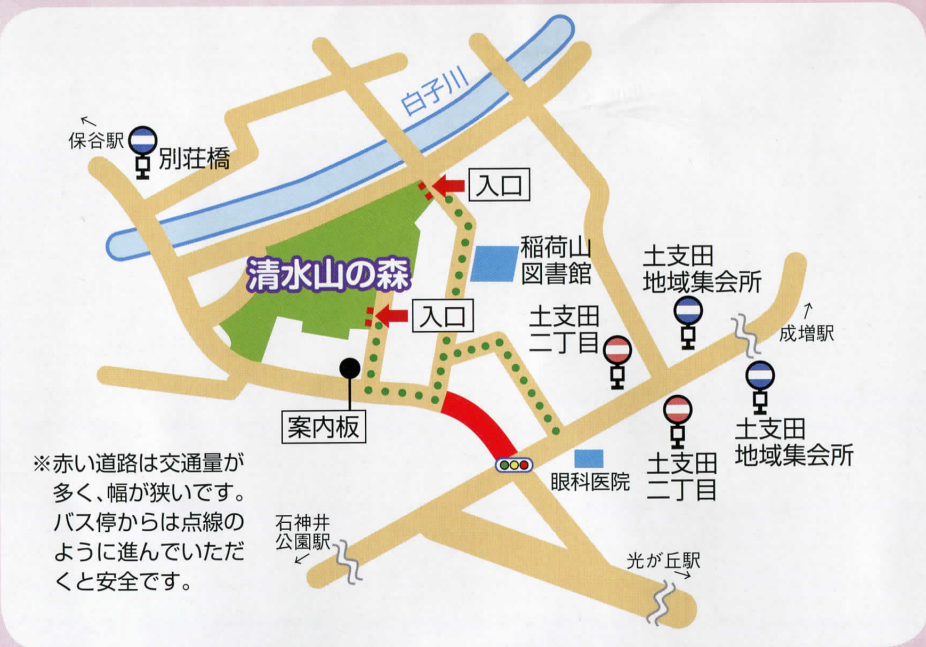 白子川
保谷駅
別荘橋
入口
稲荷山
図書館
土支田
地域集会所
清水山の森
入口
土支田
二丁目
成増駅
案内板
土支田
二丁目
土支田
地域集会所
眼科医院
※赤い道路は交通量が
多く、幅が狭いです。
バス停からは点線の
ように進んでいただ
くと安全です。
石神井
公園駅
光が丘駅